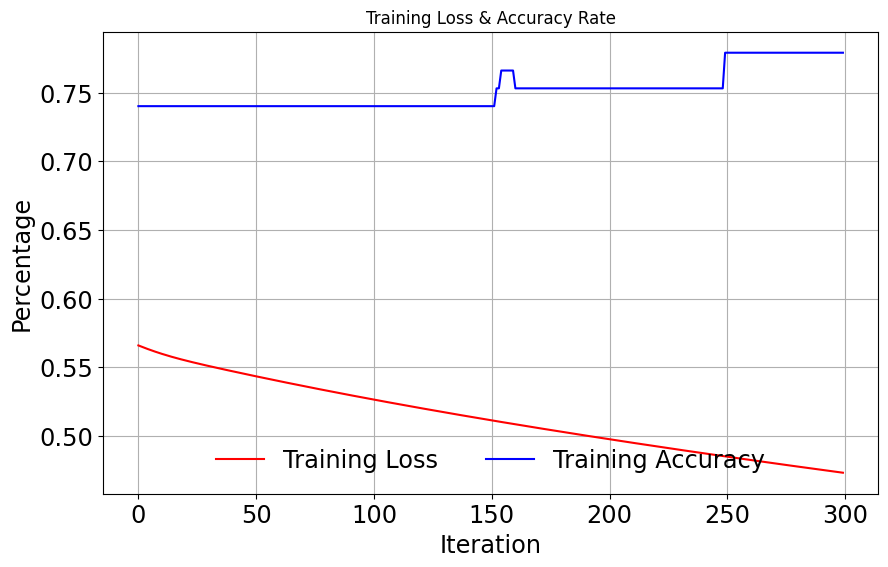 Training Loss & Accuracy Rate
Percentage
0.75
0.70
0.65
0.60
0.55
0.50
Training Loss Training Accuracy
0 50 100 150 200 250 300
Iteration